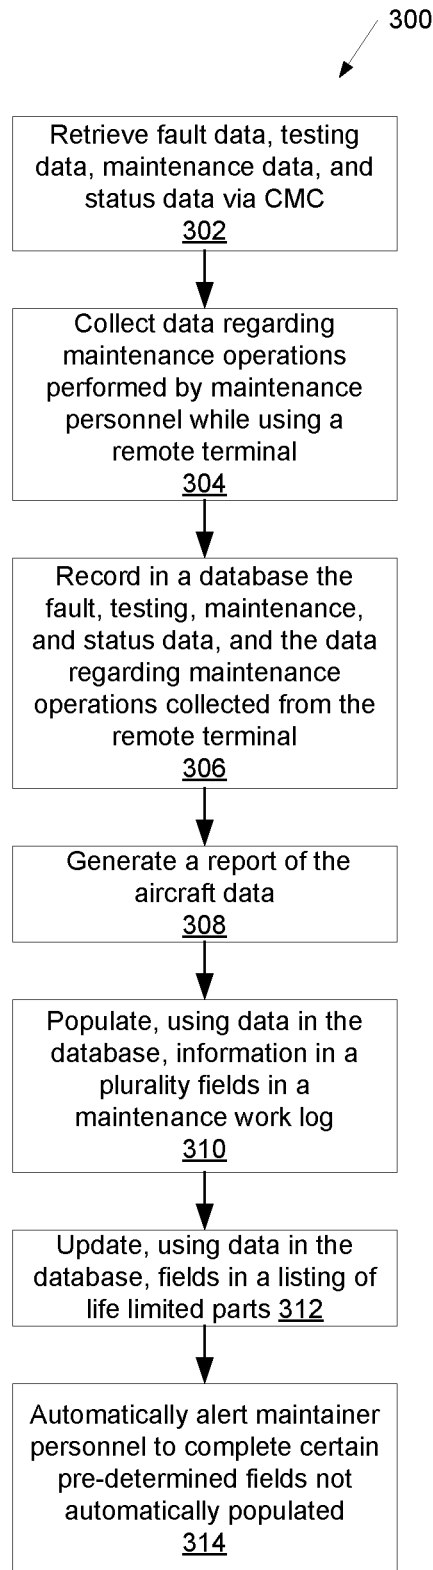 300
Retrieve fault data, testing
data, maintenance data, and
status data via CMC
302
Collect data regarding
maintenance operations
performed by maintenance
personnel while using a
remote terminal
304
Record in a database the
fault, testing, maintenance,
and status data, and the data
regarding maintenance
operations collected from the
remote terminal
306
Generate a report of the
aircraft data
308
Populate, using data in the
database, information in a
plurality fields in a
maintenance work log
310
Update, using data in the
database, fields in a listing of
life limited parts 312
Automatically alert maintainer
personnel to complete certain
pre-determined fields not
automatically populated
314